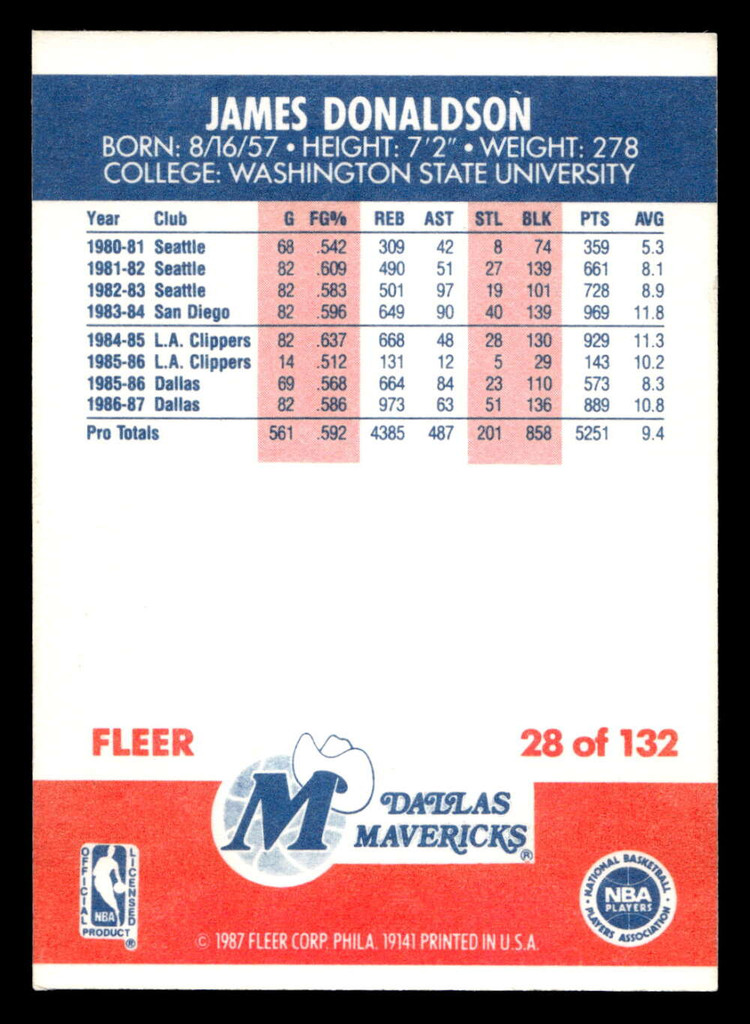 JAMES DONALDSON
BORN: 8/16/57 • HEIGHT: 7'2" • WEIGHT: 278
COLLEGE: WASHINGTON STATE UNIVERSITY
Year Club G FG% REB AST STL BLK PTS AVG
1980-81 Seattle 68 .542 309 42 8 74 359 5.3
1981-82 Seattle 82 .609 490 51 27 139 661 8.1
1982-83 Seattle 82 .583 501 97 19 101 728 8.9
1983-84 San Diego 82 .596 649 90 40 139 969 11.8
1984-85 L.A. Clippers 82 .637 668 48 28 130 929 11.3
1985-86 L.A. Clippers 14 .512 131 12 5 29 143 10.2
1985-86 Dallas 69 .568 664 84 23 110 573 8.3
1986-87 Dallas 82 .586 973 63 51 136 889 10.8
Pro Totals 561 .592 4385 487 201 858 5251 9.4
FLEER 28 of 132
M DALLAS
MAVERICKS®
OFFICIAL LICENSED
NBA
PRODUCT ®
NATIONAL BASKETBALL
NBA
PLAYERS
PLAYERS ASSOCIATION
© 1987 FLEER CORP. PHILA. 19141 PRINTED IN U.S.A.